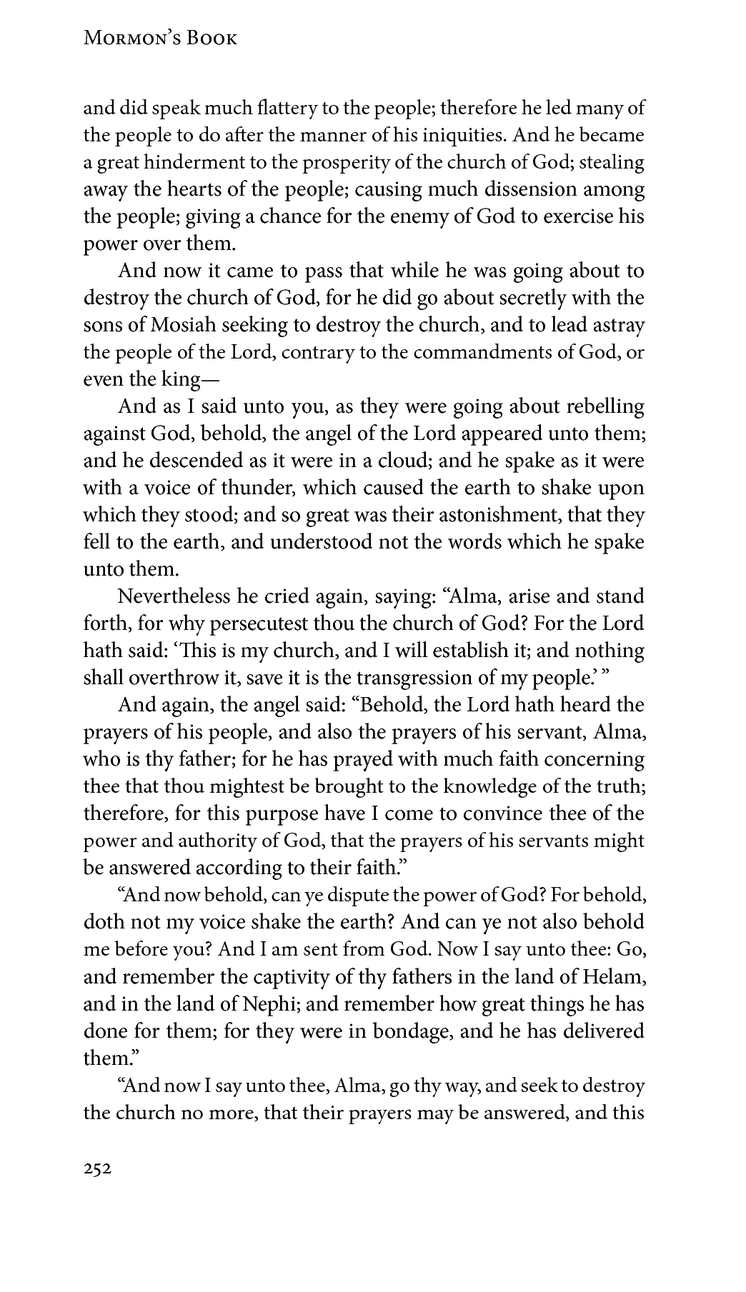 Mormon’s Book
and did speak much flattery to the people; therefore he led many of
the people to do after the manner of his iniquities. And he became
a great hinderment to the prosperity of the church of God; stealing
away the hearts of the people; causing much dissension among
the people; giving a chance for the enemy of God to exercise his
power over them.
And now it came to pass that while he was going about to
destroy the church of God, for he did go about secretly with the
sons of Mosiah seeking to destroy the church, and to lead astray
the people of the Lord, contrary to the commandments of God, or
even the king—
And as I said unto you, as they were going about rebelling
against God, behold, the angel of the Lord appeared unto them;
and he descended as it were in a cloud; and he spake as it were
with a voice of thunder, which caused the earth to shake upon
which they stood; and so great was their astonishment, that they
fell to the earth, and understood not the words which he spake
unto them.
Nevertheless he cried again, saying: “Alma, arise and stand
forth, for why persecutest thou the church of God? For the Lord
hath said: ‘This is my church, and I will establish it; and nothing
shall overthrow it, save it is the transgression of my people.’ ”
And again, the angel said: “Behold, the Lord hath heard the
prayers of his people, and also the prayers of his servant, Alma,
who is thy father; for he has prayed with much faith concerning
thee that thou mightest be brought to the knowledge of the truth;
therefore, for this purpose have I come to convince thee of the
power and authority of God, that the prayers of his servants might
be answered according to their faith.”
“And now behold, can ye dispute the power of God? For behold,
doth not my voice shake the earth? And can ye not also behold
me before you? And I am sent from God. Now I say unto thee: Go,
and remember the captivity of thy fathers in the land of Helam,
and in the land of Nephi; and remember how great things he has
done for them; for they were in bondage, and he has delivered
them.”
“And now I say unto thee, Alma, go thy way, and seek to destroy
the church no more, that their prayers may be answered, and this
252